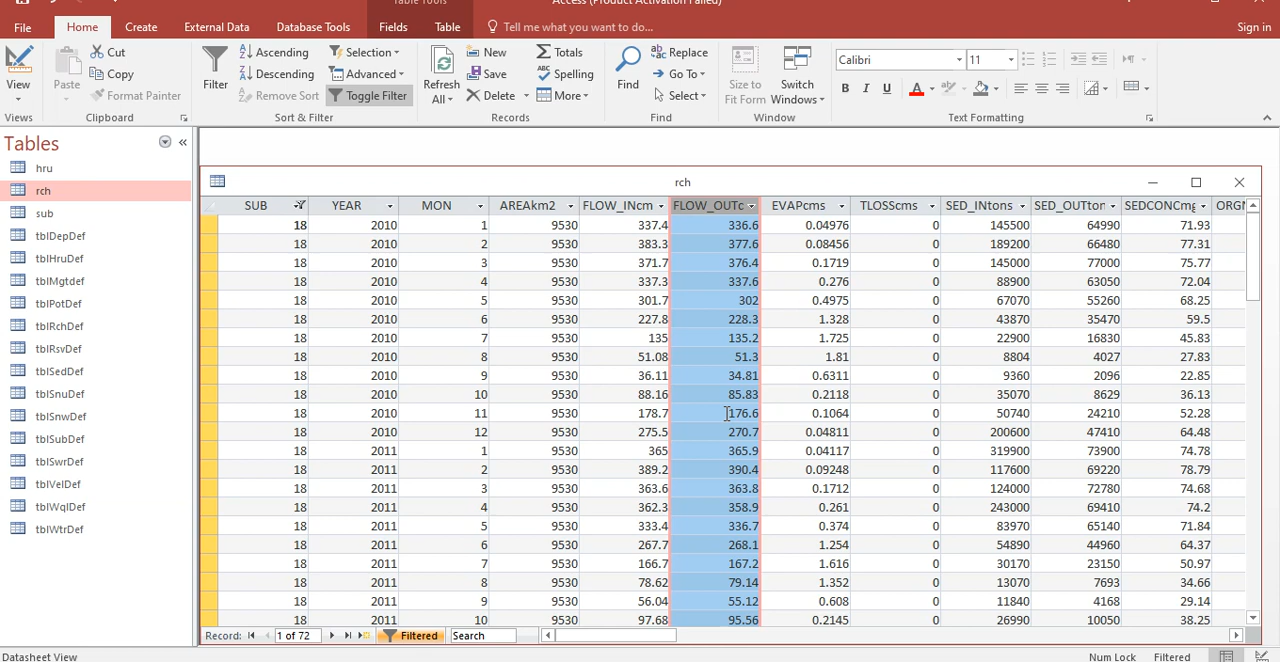 Table Tools
Access (Product Activation Failed)
File Home Create External Data Database Tools Fields Table Tell me what you want to do... Sign in
View Paste Cut Copy Format Painter Filter Ascending Descending Remove Sort Selection Advanced Toggle Filter Refresh All New Save Delete Totals Spelling More Find Replace Go To Select Size to Fit Form Switch Windows Calibri 11 B I U A
Views Clipboard Sort & Filter Records Find Window Text Formatting
Tables
hru
rch
sub
tblDepDef
tblHruDef
tblMgtdef
tblPotDef
tblRchDef
tblRsvDef
tblSedDef
tblSnuDef
tblSnwDef
tblSubDef
tblSwrDef
tblVelDef
tblWqlDef
tblWtrDef
rch
SUB YEAR MON AREAkm2 FLOW_INcm FLOW_OUTc EVAPcms TLOSScms SED_INtons SED_OUTton SEDCONCmg ORGN
18 2010 1 9530 337.4 336.6 0.04976 0 145500 64990 71.93
18 2010 2 9530 383.3 377.6 0.08456 0 189200 66480 77.31
18 2010 3 9530 371.7 376.4 0.1719 0 145000 77000 75.77
18 2010 4 9530 337.3 337.6 0.276 0 88900 63050 72.04
18 2010 5 9530 301.7 302 0.4975 0 67070 55260 68.25
18 2010 6 9530 227.8 228.3 1.328 0 43870 35470 59.5
18 2010 7 9530 135 135.2 1.725 0 22900 16830 45.83
18 2010 8 9530 51.08 51.3 1.81 0 8804 4027 27.83
18 2010 9 9530 36.11 34.81 0.6311 0 9360 2096 22.85
18 2010 10 9530 88.16 85.83 0.2118 0 35070 8629 36.13
18 2010 11 9530 178.7 176.6 0.1064 0 50740 24210 52.28
18 2010 12 9530 275.5 270.7 0.04811 0 200600 47410 64.48
18 2011 1 9530 365 365.9 0.04117 0 319900 73900 74.78
18 2011 2 9530 389.2 390.4 0.09248 0 117600 69220 78.79
18 2011 3 9530 363.6 363.8 0.1712 0 124000 72780 74.68
18 2011 4 9530 362.3 358.9 0.261 0 243000 69410 74.2
18 2011 5 9530 333.4 336.7 0.374 0 83970 65140 71.84
18 2011 6 9530 267.7 268.1 1.254 0 54890 44960 64.37
18 2011 7 9530 166.7 167.2 1.616 0 30170 23150 50.97
18 2011 8 9530 78.62 79.14 1.352 0 13070 7693 34.66
18 2011 9 9530 56.04 55.12 0.608 0 11840 4168 29.14
18 2011 10 9530 97.68 95.56 0.2145 0 26990 10050 38.25
Record: 1 of 72 Filtered Search
Datasheet View Num Lock Filtered